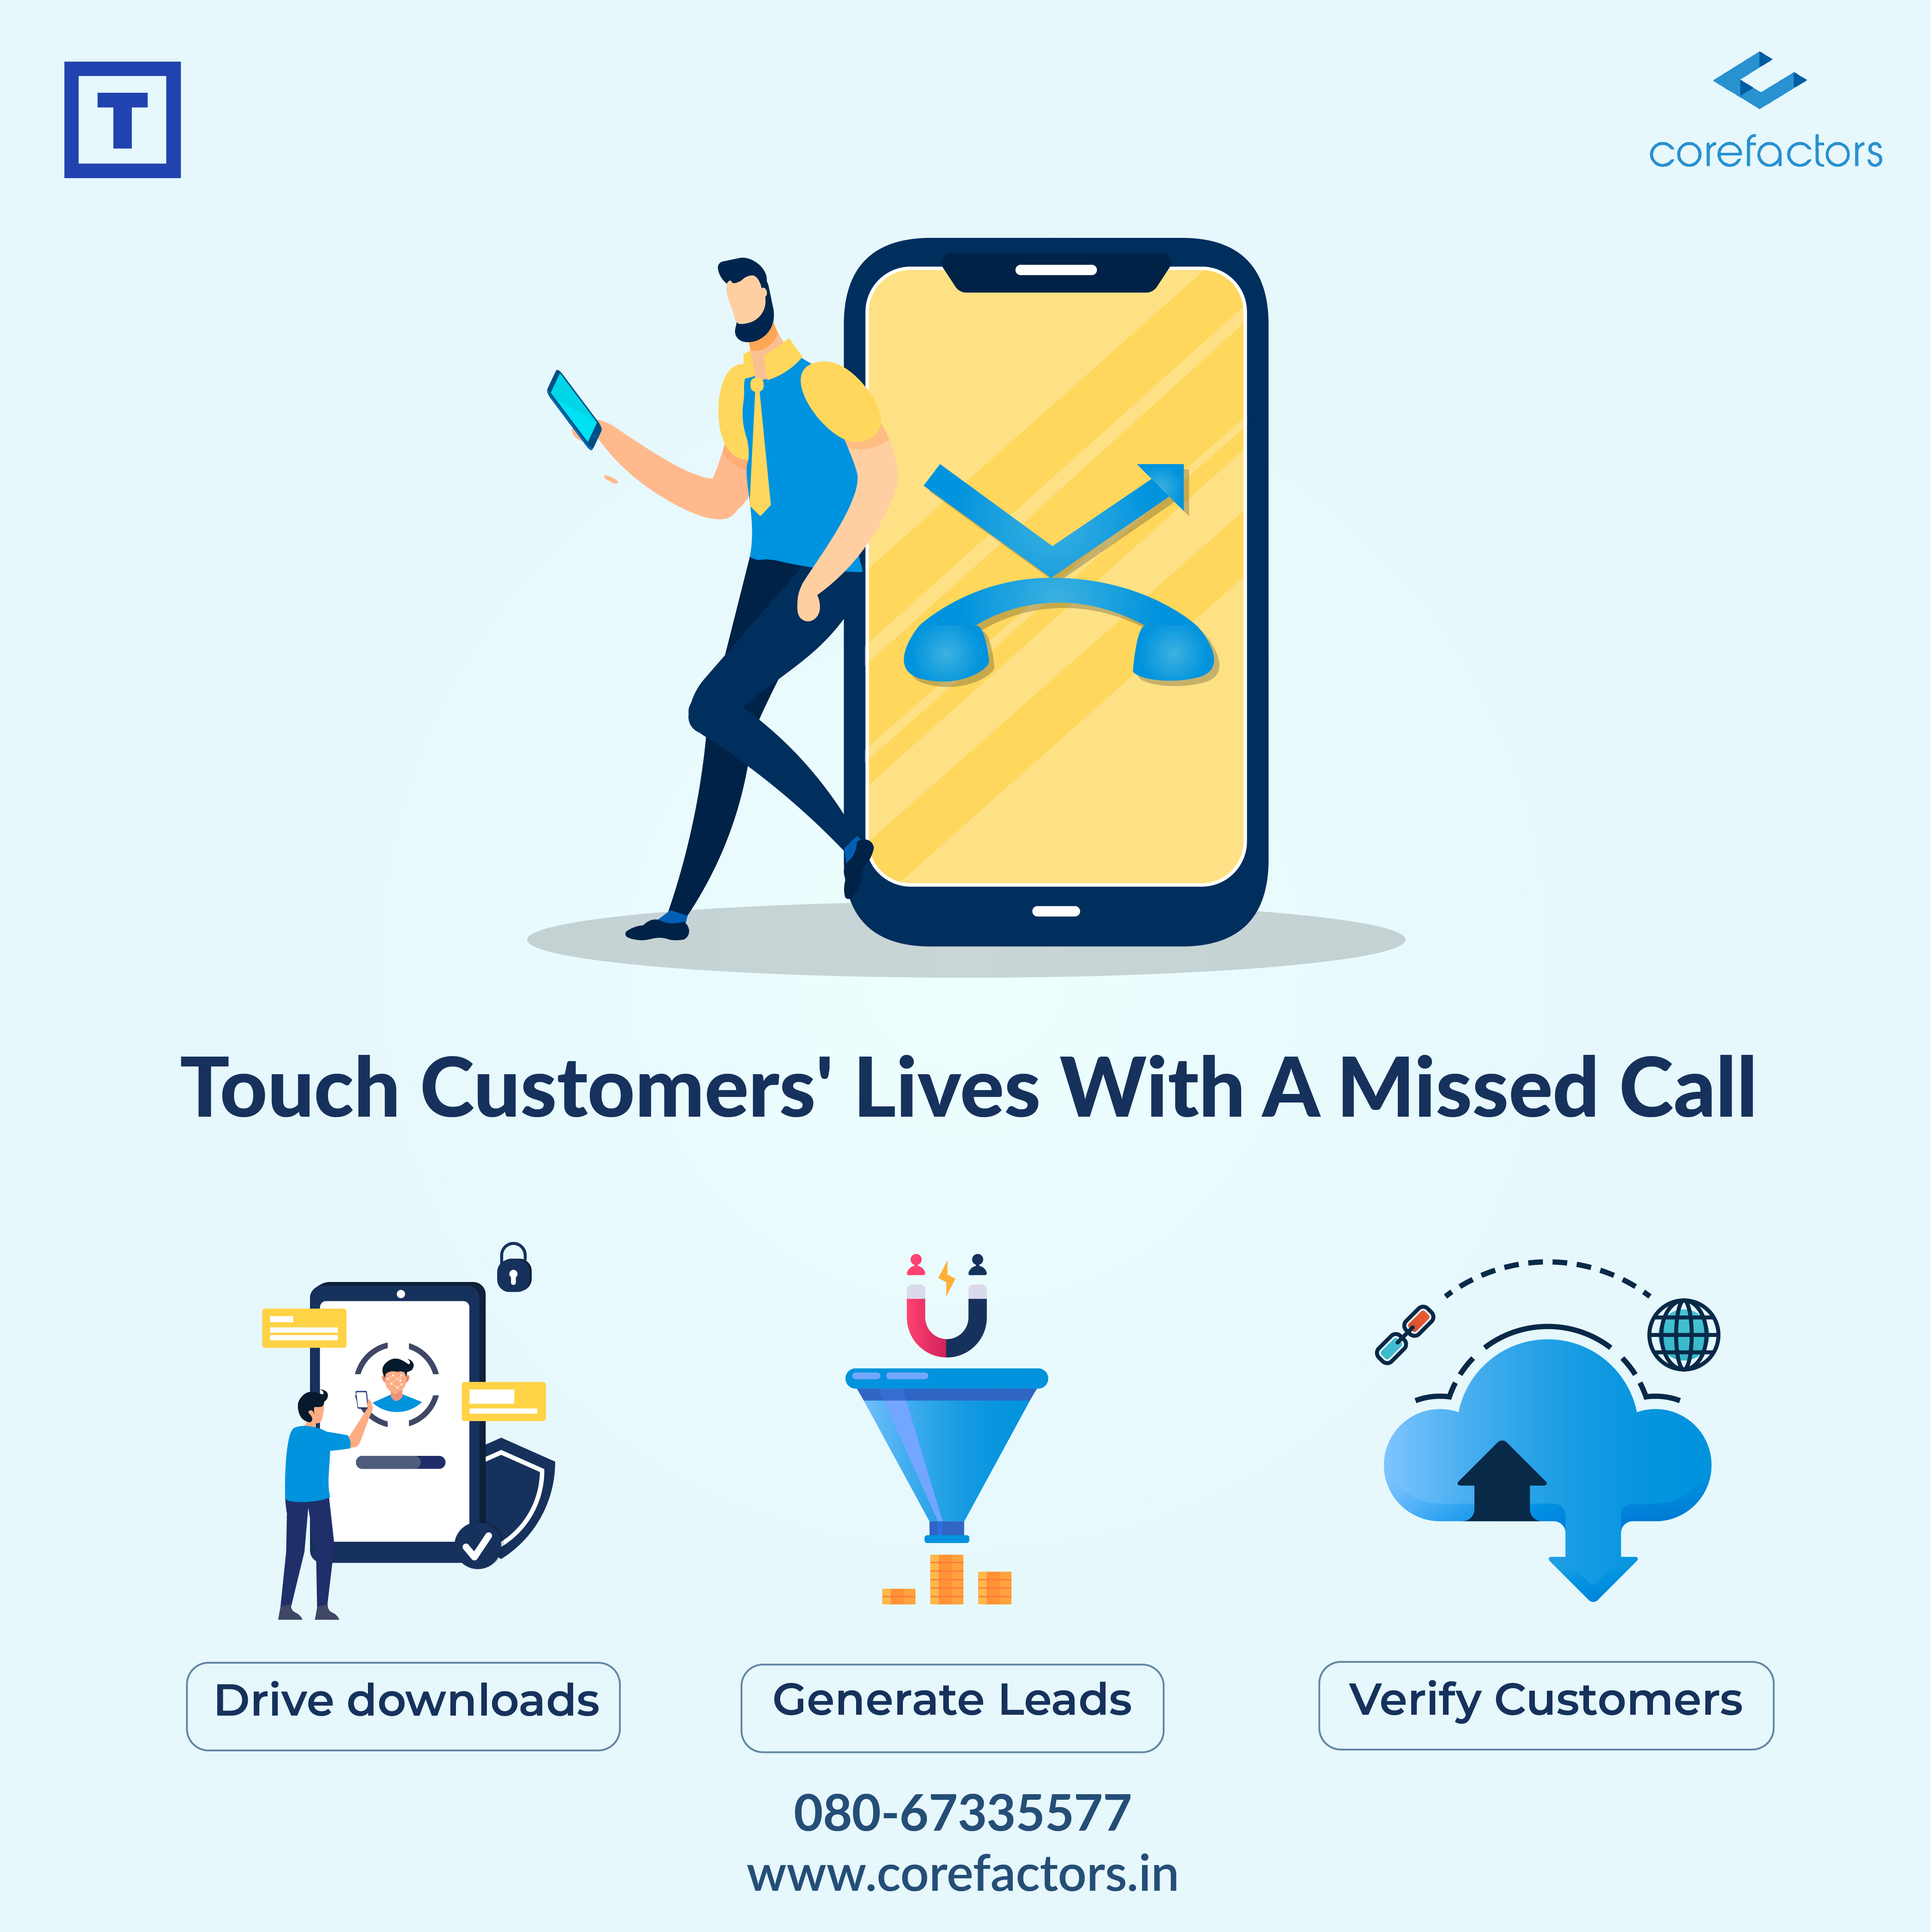 T
corefactors
Touch Customers' Lives With A Missed Call
Drive downloads
Generate Leads
Verify Customers
080-67335577
www.corefactors.in